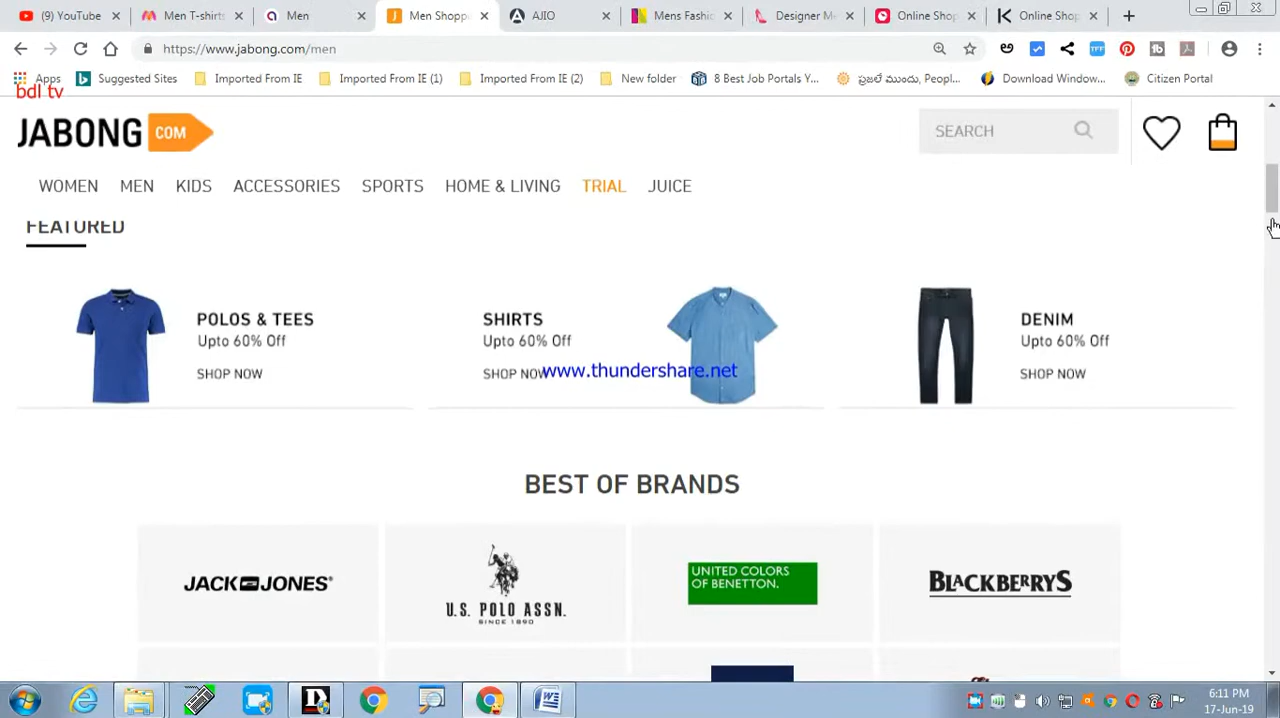 (9) YouTube
Men T-shirts
Men
Men Shopp
AJIO
Mens Fashi
Designer Me
Online Shop
Online Shop
https://www.jabong.com/men
Apps
Suggested Sites
Imported From IE
Imported From IE (1)
Imported From IE (2)
New folder
8 Best Job Portals Y...
ప్రజలే ముందు, Peopl...
Download Window...
Citizen Portal
bdl tv
JABONG COM
SEARCH
WOMEN MEN KIDS ACCESSORIES SPORTS HOME & LIVING TRIAL JUICE
FEATURED
POLOS & TEES
Upto 60% Off
SHOP NOW
SHIRTS
Upto 60% Off
SHOP NOW
DENIM
Upto 60% Off
SHOP NOW
www.thundershare.net
BEST OF BRANDS
JACK JONES
U.S. POLO ASSN.
SINCE 1890
UNITED COLORS
OF BENETTON.
BLACKBERRYS
6:11 PM
17-Jun-19